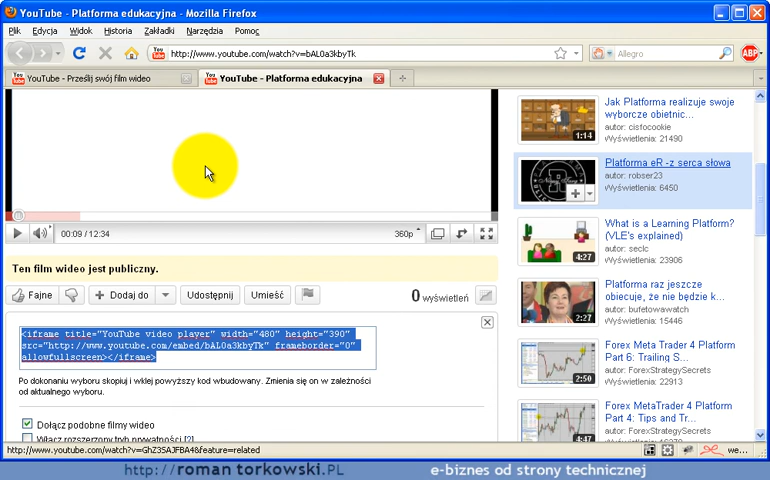 YouTube - Platforma edukacyjna - Mozilla Firefox
Plik Edycja Widok Historia Zakładki Narzędzia Pomoc
http://www.youtube.com/watch?v=bAL0a3kbyTk
Allegro
ABP
YouTube - Prześlij swój film wideo
YouTube - Platforma edukacyjna
00:09 / 12:34
360p
Ten film wideo jest publiczny.
Fajne
Dodaj do
Udostępnij
Umieść
0 wyświetleń
<iframe title="YouTube video player" width="480" height="390"
src="http://www.youtube.com/embed/bAL0a3kbyTk" frameborder="0"
allowfullscreen></iframe>
Po dokonaniu wyboru skopiuj i wklej powyższy kod wbudowany. Zmienia się on w zależności
od aktualnego wyboru.
Dołącz podobne filmy wideo
Włącz rozszerzony tryb prywatności [?]
Jak Platforma realizuje swoje
wyborcze obietnic...
autor: cisfocookie
Wyświetlenia: 21490
1:14
Platforma eR -z serca słowa
autor: robser23
Wyświetlenia: 6450
What is a Learning Platform?
(VLE's explained)
autor: seclc
Wyświetlenia: 23906
4:27
Platforma raz jeszcze
obiecuje, że nie będzie k...
autor: bufetowawatch
Wyświetlenia: 15446
2:27
Forex Meta Trader 4 Platform
Part 6: Trailing S...
autor: ForexStrategySecrets
Wyświetlenia: 22913
2:50
Forex MetaTrader 4 Platform
Part 4: Tips and Tr...
autor: ForexStrategySecrets
4:47
http://www.youtube.com/watch?v=GhZ3SAJFBA4&feature=related
we...
http://roman torkowski.PL
e-biznes od strony technicznej